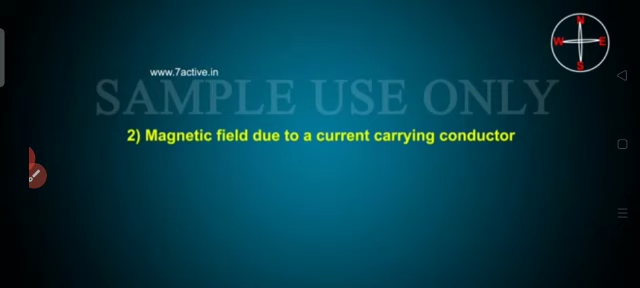 N
W E
S
www.7active.in
SAMPLE USE ONLY
2) Magnetic field due to a current carrying conductor